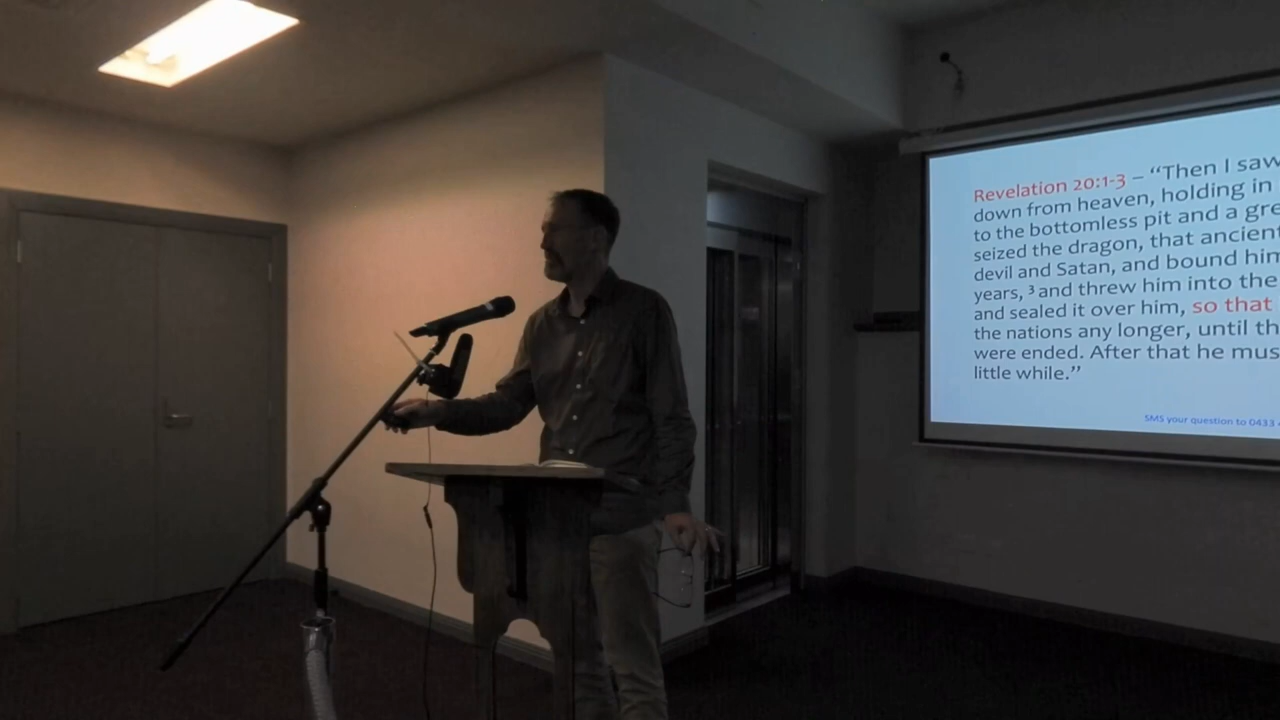 Revelation 20:1-3 – “Then I saw
down from heaven, holding in
to the bottomless pit and a gre
seized the dragon, that ancient
devil and Satan, and bound him
years, ³ and threw him into the
and sealed it over him, so that
the nations any longer, until th
were ended. After that he mus
little while.”
SMS your question to 0433